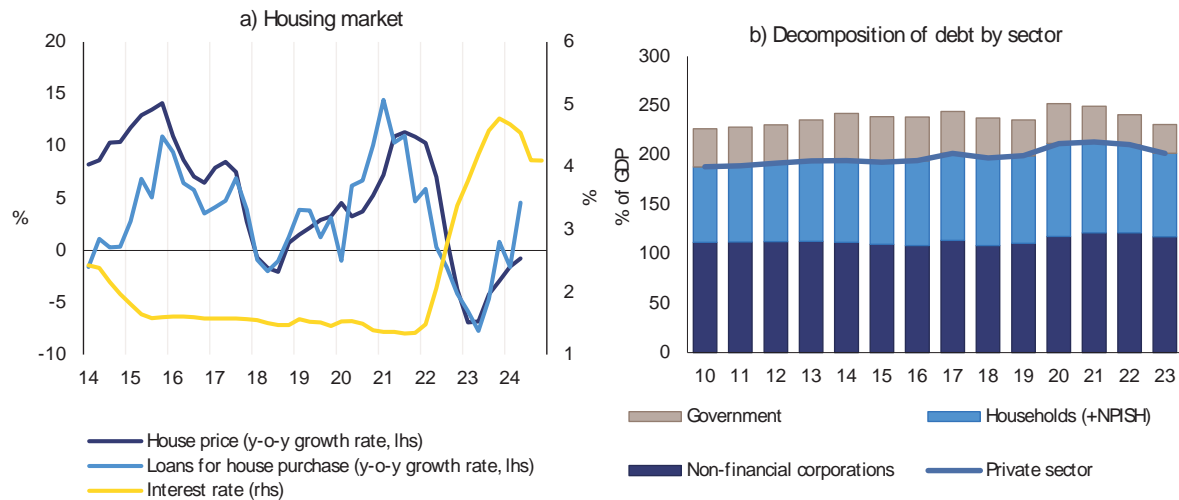 a) Housing market
%
20
15
10
5
0
-5
-10
6
5
4
3
2
1
%
14 15 16 17 18 19 20 21 22 23 24
House price (y-o-y growth rate, lhs)
Loans for house purchase (y-o-y growth rate, lhs)
Interest rate (rhs)
b) Decomposition of debt by sector
% of GDP
300
250
200
150
100
50
0
10 11 12 13 14 15 16 17 18 19 20 21 22 23
Government
Households (+NPISH)
Non-financial corporations
Private sector